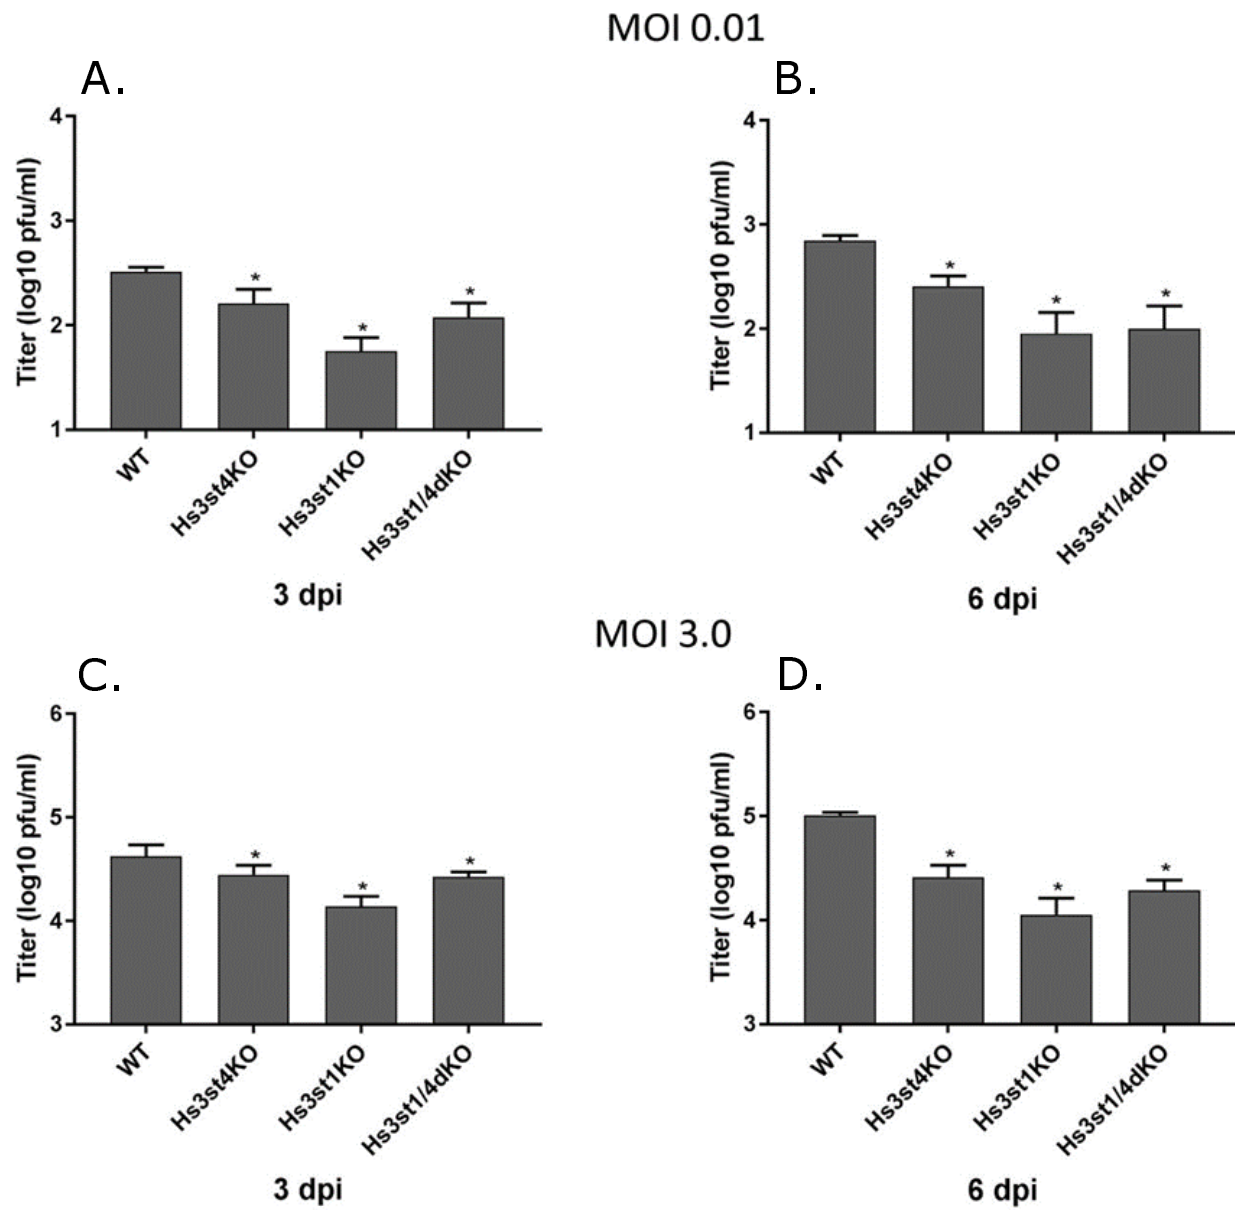 MOI 0.01
A.
B.
4
3
2
1
Titer (log10 pfu/ml)
*
*
*
WT
Hs3st4KO
Hs3st1KO
Hs3st1/4dKO
3 dpi
4
3
2
1
Titer (log10 pfu/ml)
*
*
*
WT
Hs3st4KO
Hs3st1KO
Hs3st1/4dKO
6 dpi
MOI 3.0
C.
D.
6
5
4
3
Titer (log10 pfu/ml)
*
*
*
WT
Hs3st4KO
Hs3st1KO
Hs3st1/4dKO
3 dpi
6
5
4
3
Titer (log10 pfu/ml)
*
*
*
WT
Hs3st4KO
Hs3st1KO
Hs3st1/4dKO
6 dpi